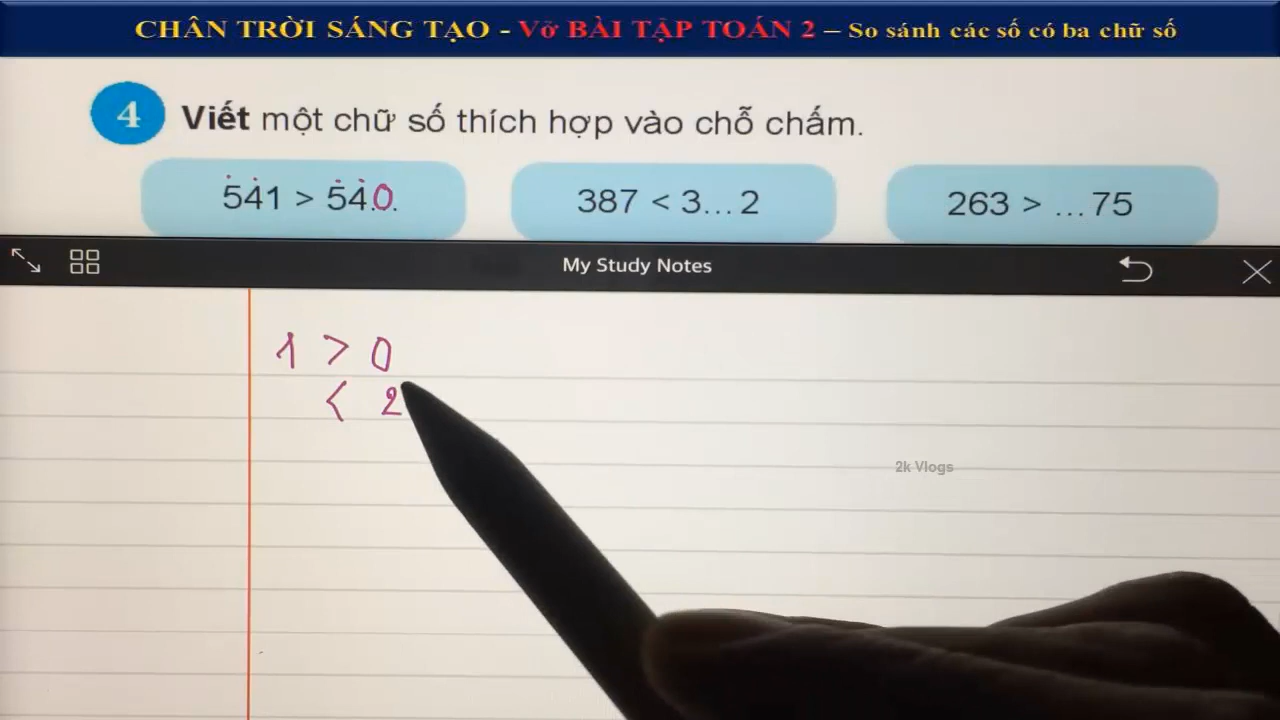 CHÂN TRỜI SÁNG TẠO - Vở BÀI TẬP TOÁN 2 – So sánh các số có ba chữ số
4 Viết một chữ số thích hợp vào chỗ chấm.
541 > 54.0. 387 < 3...2 263 > ...75
My Study Notes
1 > 0
< 2
2k Vlogs